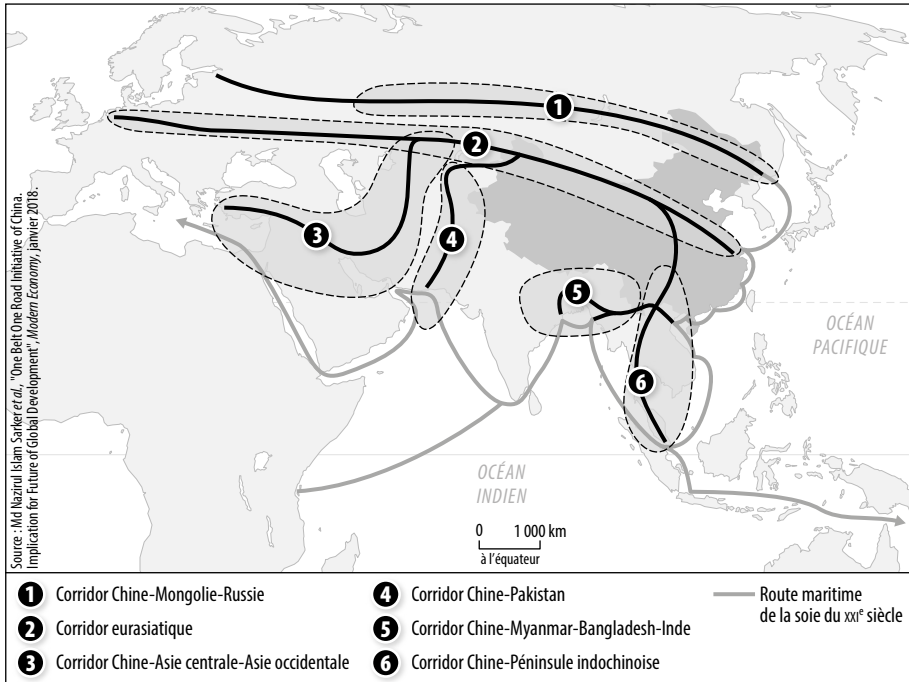 Source : Md Nazirul Islam Sarker et al., "One Belt One Road Initiative of China.
Implication for Future of Global Development", Modern Economy, janvier 2018.
1
2
3
4
5
6
OCÉAN
PACIFIQUE
OCÉAN
INDIEN
0 1 000 km
à l'équateur
1 Corridor Chine-Mongolie-Russie
2 Corridor eurasiatique
3 Corridor Chine-Asie centrale-Asie occidentale
4 Corridor Chine-Pakistan
5 Corridor Chine-Myanmar-Bangladesh-Inde
6 Corridor Chine-Péninsule indochinoise
Route maritime
de la soie du XXIe siècle